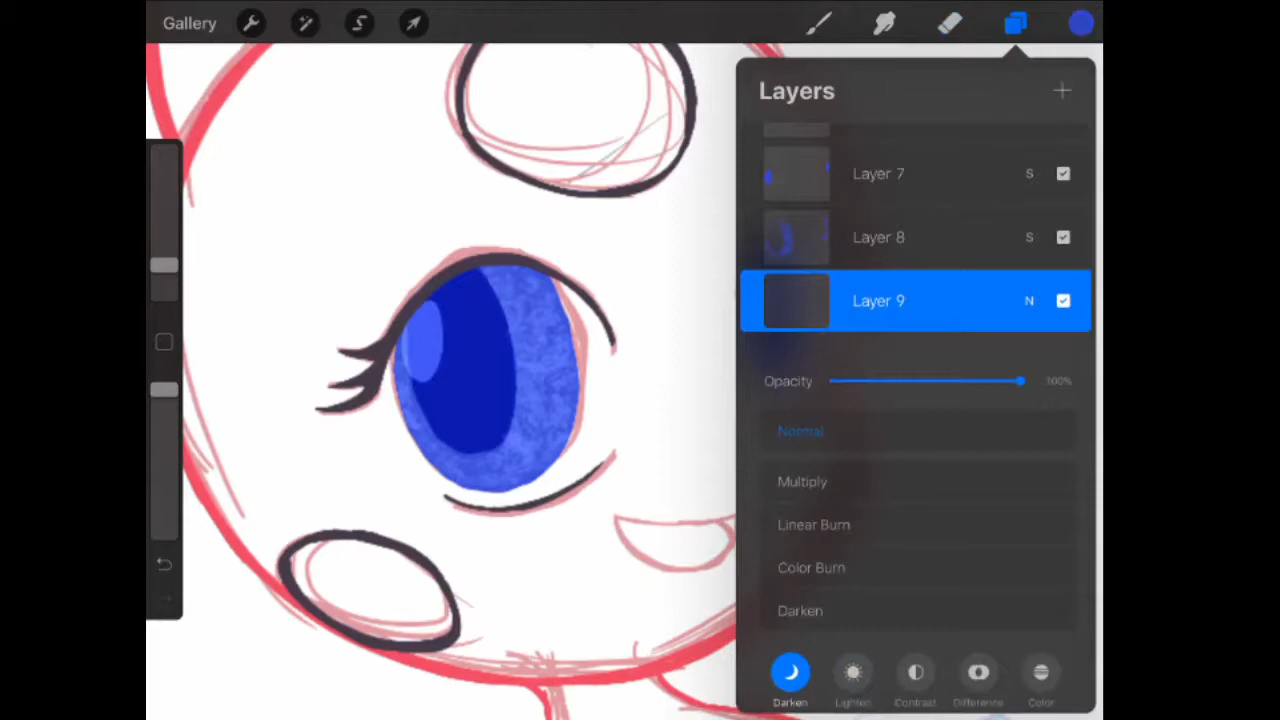 Gallery
Layers
Layer 7 S
Layer 8 S
Layer 9 N
Opacity 100%
Normal
Multiply
Linear Burn
Color Burn
Darken
Darken Lighten Contrast Difference Color